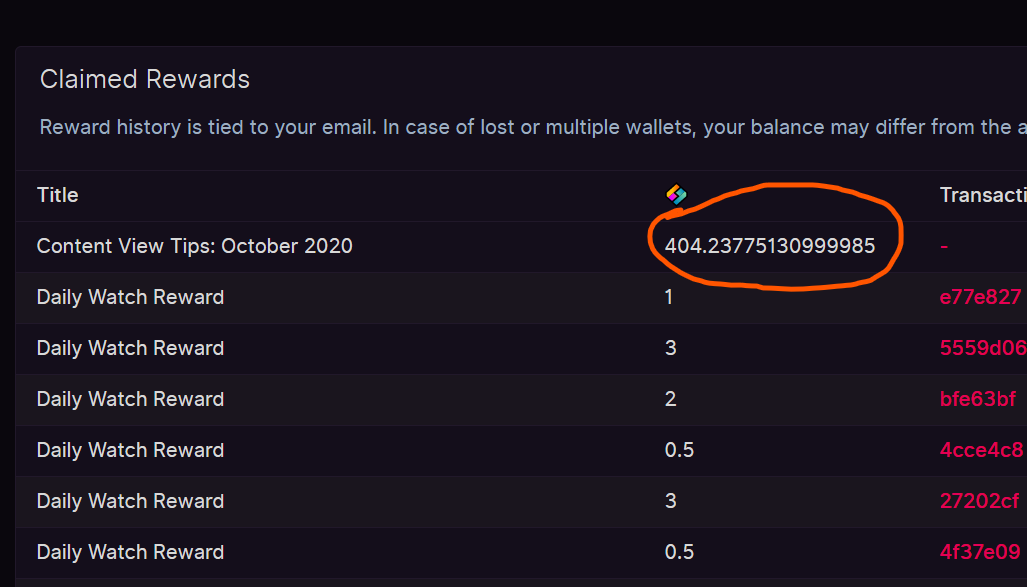 Claimed Rewards
Reward history is tied to your email. In case of lost or multiple wallets, your balance may differ from the
Title Transacti
Content View Tips: October 2020 404.23775130999985 -
Daily Watch Reward 1 e77e827
Daily Watch Reward 3 5559d06
Daily Watch Reward 2 bfe63bf
Daily Watch Reward 0.5 4cce4c8
Daily Watch Reward 3 27202cf
Daily Watch Reward 0.5 4f37e09